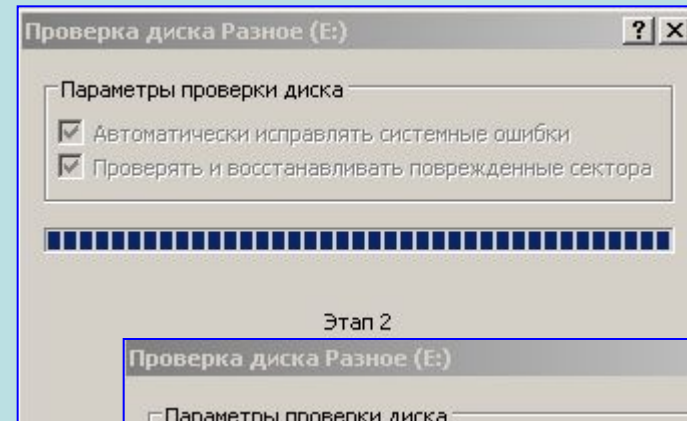 Проверка диска Разное (E:)
Параметры проверки диска
Автоматически исправлять системные ошибки
Проверять и восстанавливать поврежденные сектора
Этап 2
Проверка диска Разное (E:)
Параметры проверки диска